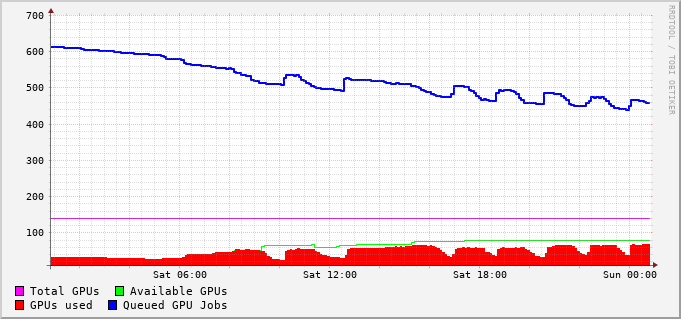 700
600
500
400
300
200
100
Sat 06:00 Sat 12:00 Sat 18:00 Sun 00:00
Total GPUs Available GPUs
GPUs used Queued GPU Jobs
RRDTOOL / TOBI OETIKER